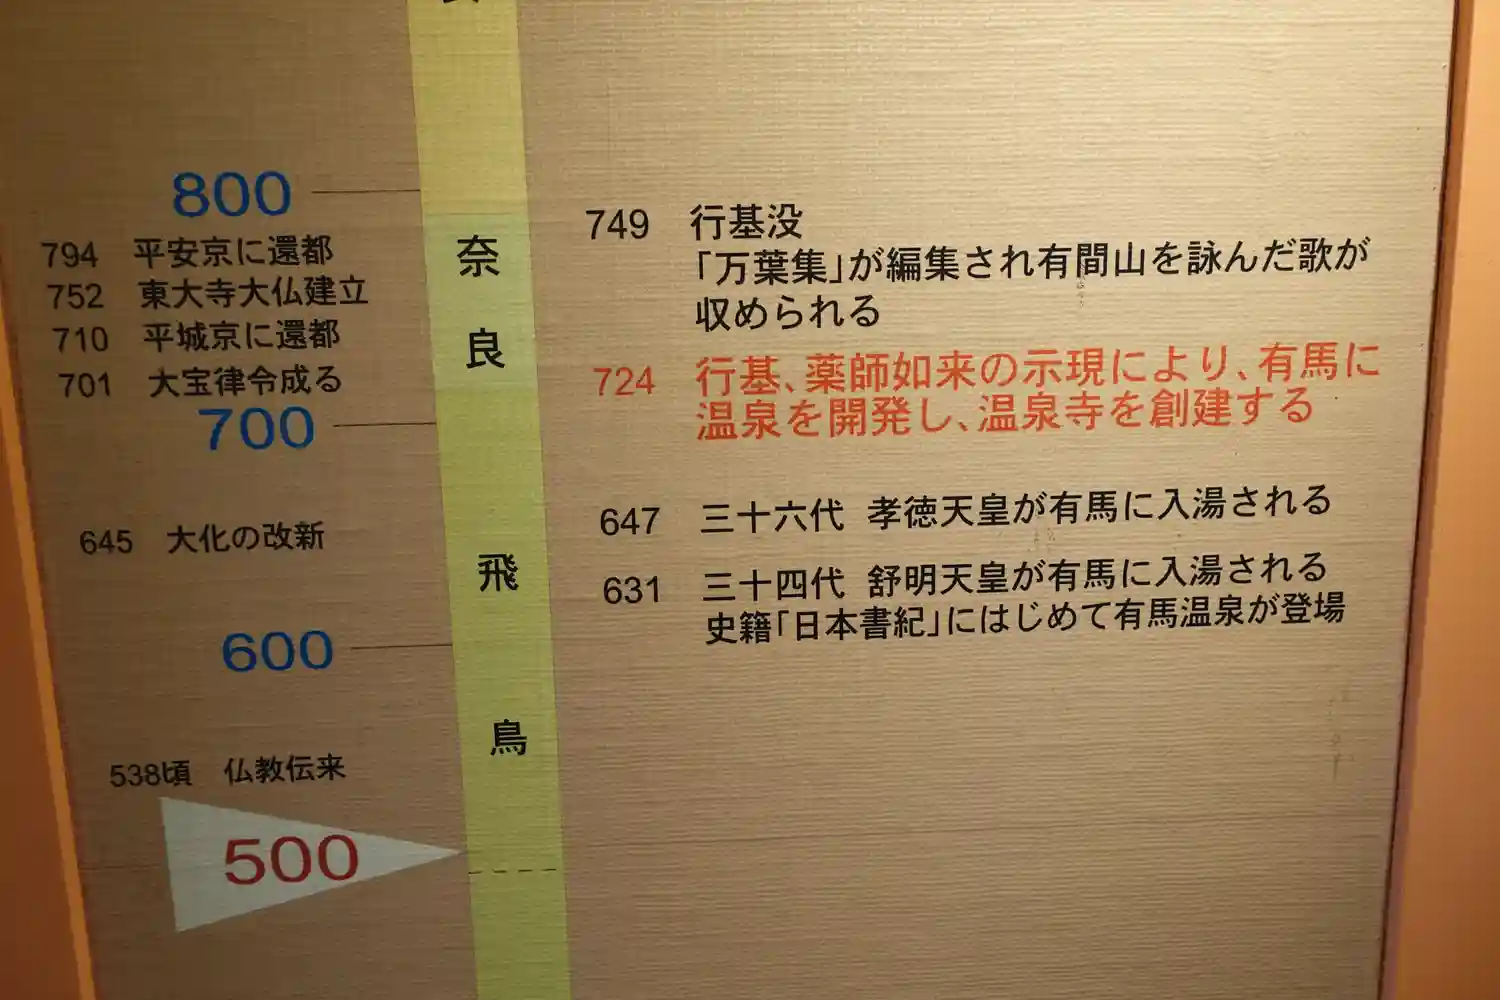 800
794 平安京に還都
752 東大寺大仏建立
710 平城京に還都
701 大宝律令成る
700
645 大化の改新
600
538頃 仏教伝来
500
奈
良
飛
鳥
749 行基没
「万葉集」が編集され有間山を詠んだ歌が
収められる
724 行基、薬師如来の示現により、有馬に
温泉を開発し、温泉寺を創建する
647 三十六代 孝徳天皇が有馬に入湯される
631 三十四代 舒明天皇が有馬に入湯される
史籍「日本書紀」にはじめて有馬温泉が登場